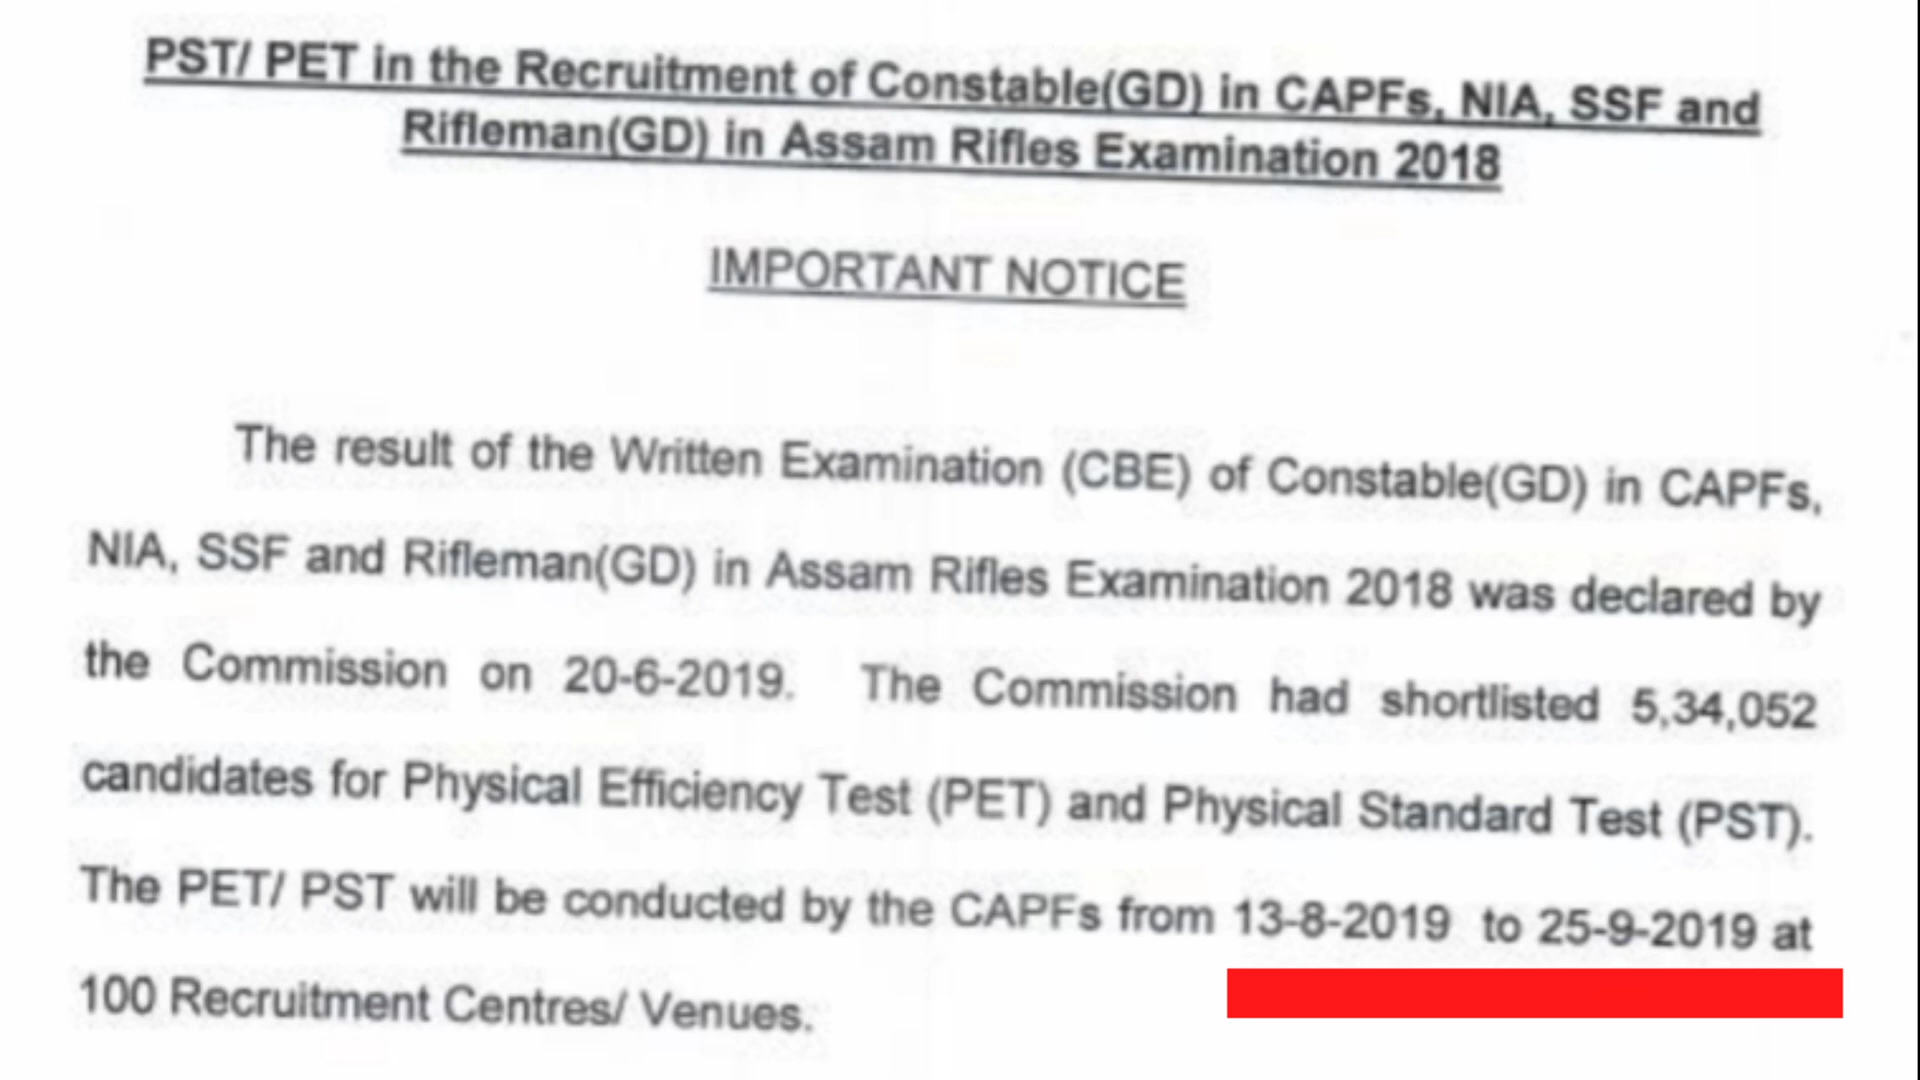 PST/ PET in the Recruitment of Constable(GD) in CAPFs, NIA, SSF and
Rifleman(GD) in Assam Rifles Examination 2018
IMPORTANT NOTICE
The result of the Written Examination (CBE) of Constable(GD) in CAPFs,
NIA, SSF and Rifleman(GD) in Assam Rifles Examination 2018 was declared by
the Commission on 20-6-2019. The Commission had shortlisted 5,34,052
candidates for Physical Efficiency Test (PET) and Physical Standard Test (PST).
The PET/ PST will be conducted by the CAPFs from 13-8-2019 to 25-9-2019 at
100 Recruitment Centres/ Venues.